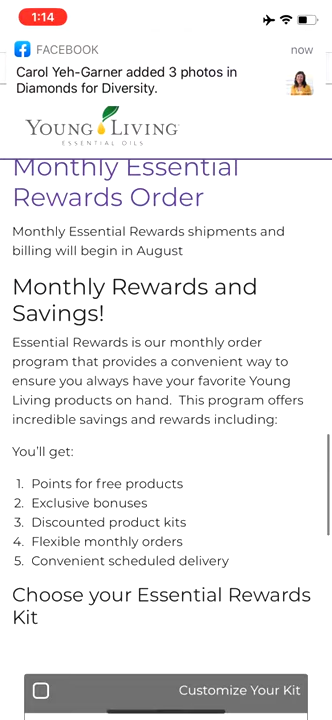 1:14
FACEBOOK
now
Carol Yeh-Garner added 3 photos in
Diamonds for Diversity.
YOUNG LIVING
ESSENTIAL OILS
Monthly Essential
Rewards Order
Monthly Essential Rewards shipments and
billing will begin in August
Monthly Rewards and
Savings!
Essential Rewards is our monthly order
program that provides a convenient way to
ensure you always have your favorite Young
Living products on hand. This program offers
incredible savings and rewards including:
You'll get:
1. Points for free products
2. Exclusive bonuses
3. Discounted product kits
4. Flexible monthly orders
5. Convenient scheduled delivery
Choose your Essential Rewards
Kit
Customize Your Kit